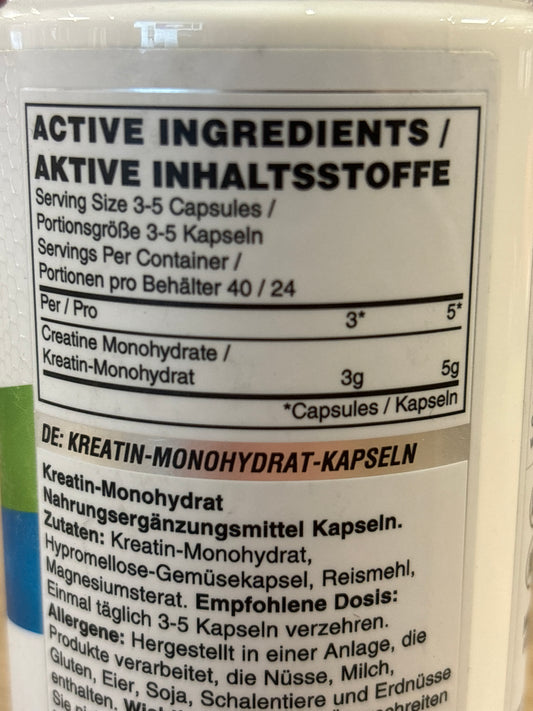 ACTIVE INGREDIENTS /
AKTIVE INHALTSSTOFFE
Serving Size 3-5 Capsules /
Portionsgröße 3-5 Kapseln
Servings Per Container /
Portionen pro Behälter 40 / 24
Per / Pro 3* 5*
Creatine Monohydrate /
Kreatin-Monohydrat 3g 5g
*Capsules / Kapseln
DE: KREATIN-MONOHYDRAT-KAPSELN
Kreatin-Monohydrat
Nahrungsergänzungsmittel Kapseln.
Zutaten: Kreatin-Monohydrat,
Hypromellose-Gemüsekapsel, Reismehl,
Magnesiumsterat. Empfohlene Dosis:
Einmal täglich 3-5 Kapseln verzehren.
Allergene: Hergestellt in einer Anlage, die
Produkte verarbeitet, die Nüsse, Milch,
Gluten, Eier, Soja, Schalentiere und Erdnüsse
enthalten.
Sie